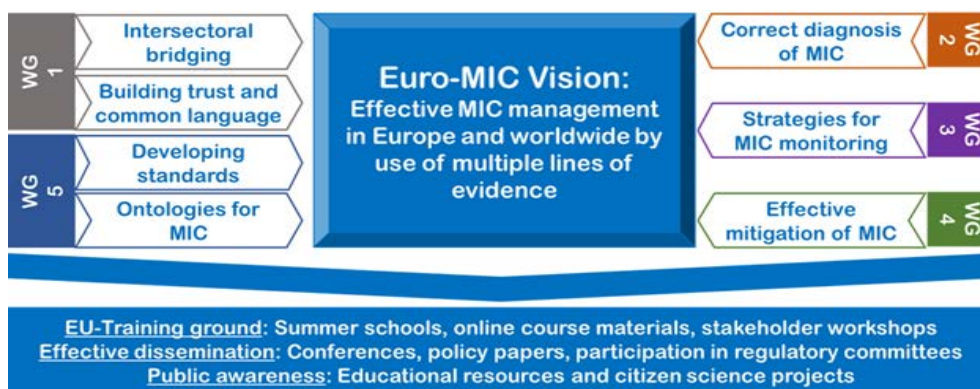 WG
1
Intersectoral
bridging
Building trust and
common language
WG
5
Developing
standards
Ontologies for
MIC
Euro-MIC Vision:
Effective MIC management
in Europe and worldwide by
use of multiple lines of
evidence
Correct diagnosis
of MIC
WG
2
Strategies for
MIC monitoring
WG
3
Effective
mitigation of MIC
WG
4
EU-Training ground: Summer schools, online course materials, stakeholder workshops
Effective dissemination: Conferences, policy papers, participation in regulatory committees
Public awareness: Educational resources and citizen science projects